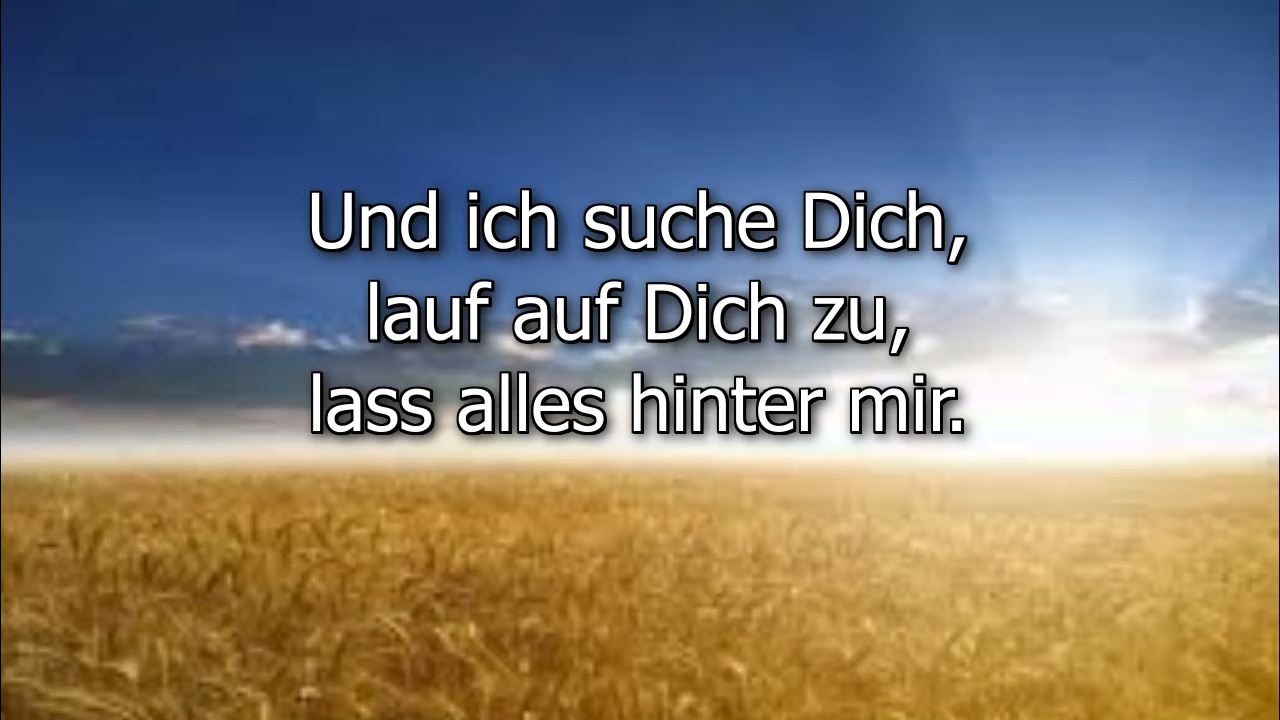 Und ich suche Dich,
lauf auf Dich zu,
lass alles hinter mir.